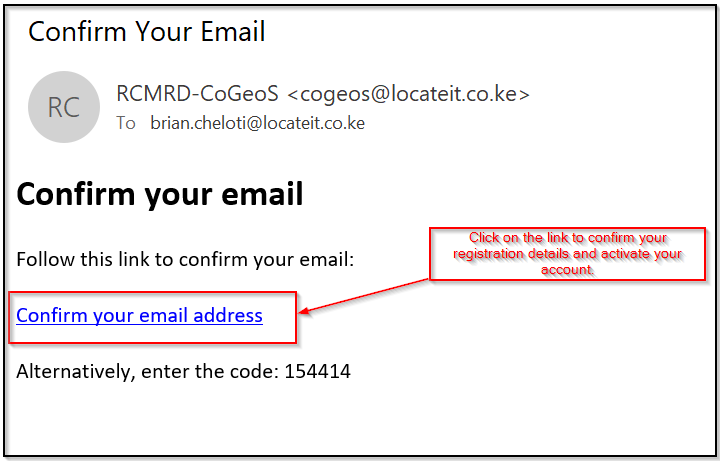 Confirm Your Email
RC
RCMRD-CoGeoS <cogeos@locateit.co.ke>
To brian.cheloti@locateit.co.ke
Confirm your email
Follow this link to confirm your email:
Click on the link to confirm your
registration details and activate your
account.
Confirm your email address
Alternatively, enter the code: 154414